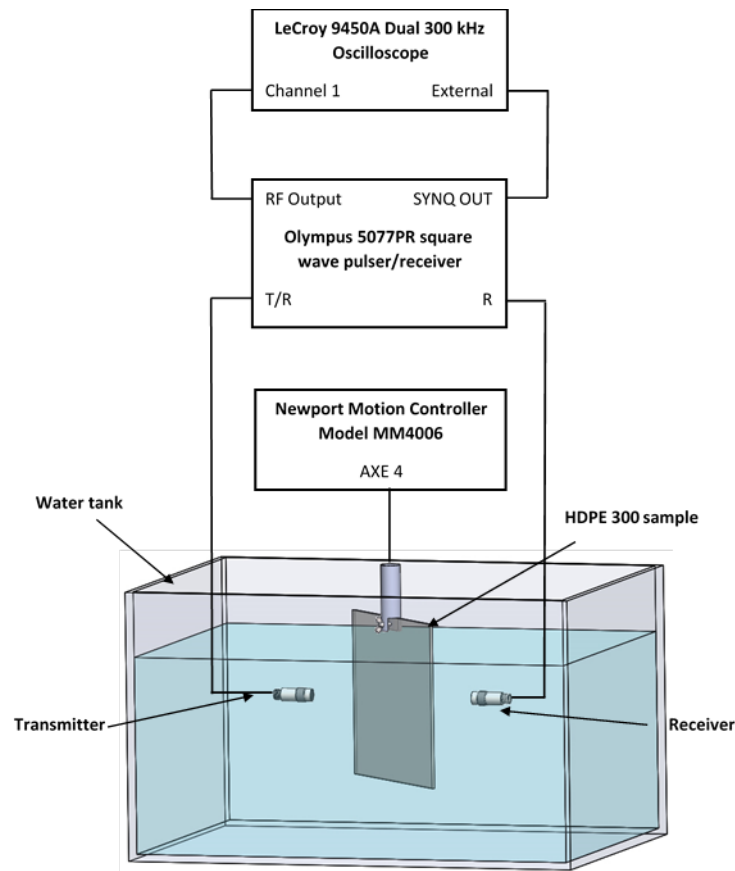 LeCroy 9450A Dual 300 kHz
Oscilloscope
Channel 1
External
RF Output
SYNQ OUT
Olympus 5077PR square
wave pulser/receiver
T/R
R
Newport Motion Controller
Model MM4006
AXE 4
Water tank
HDPE 300 sample
Transmitter
Receiver